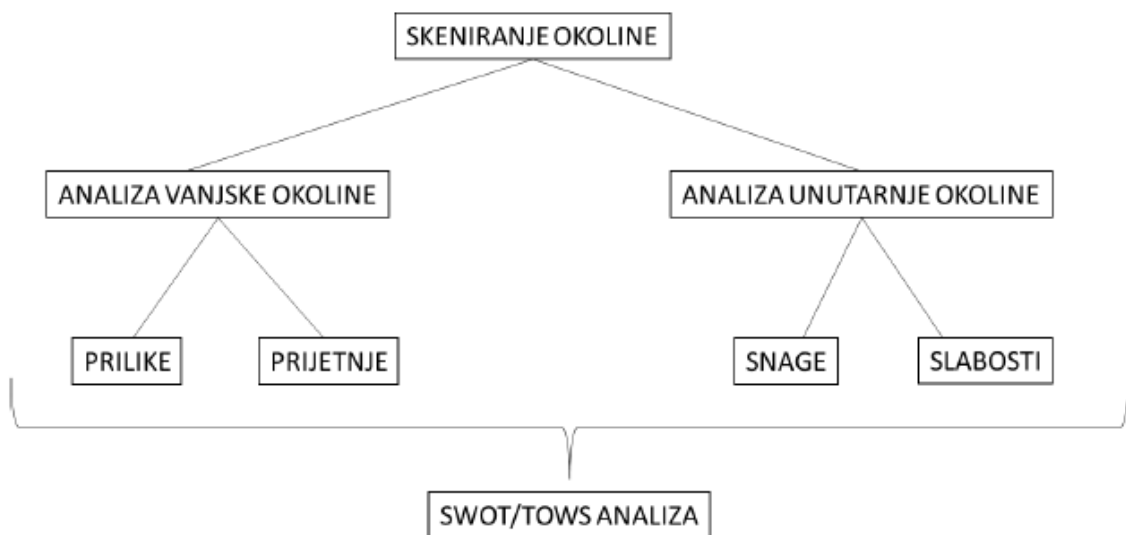 SKENIRANJE OKOLINE
ANALIZA VANJSKE OKOLINE
ANALIZA UNUTARNJE OKOLINE
PRILIKE
PRIJETNJE
SNAGE
SLABOSTI
SWOT/TOWS ANALIZA